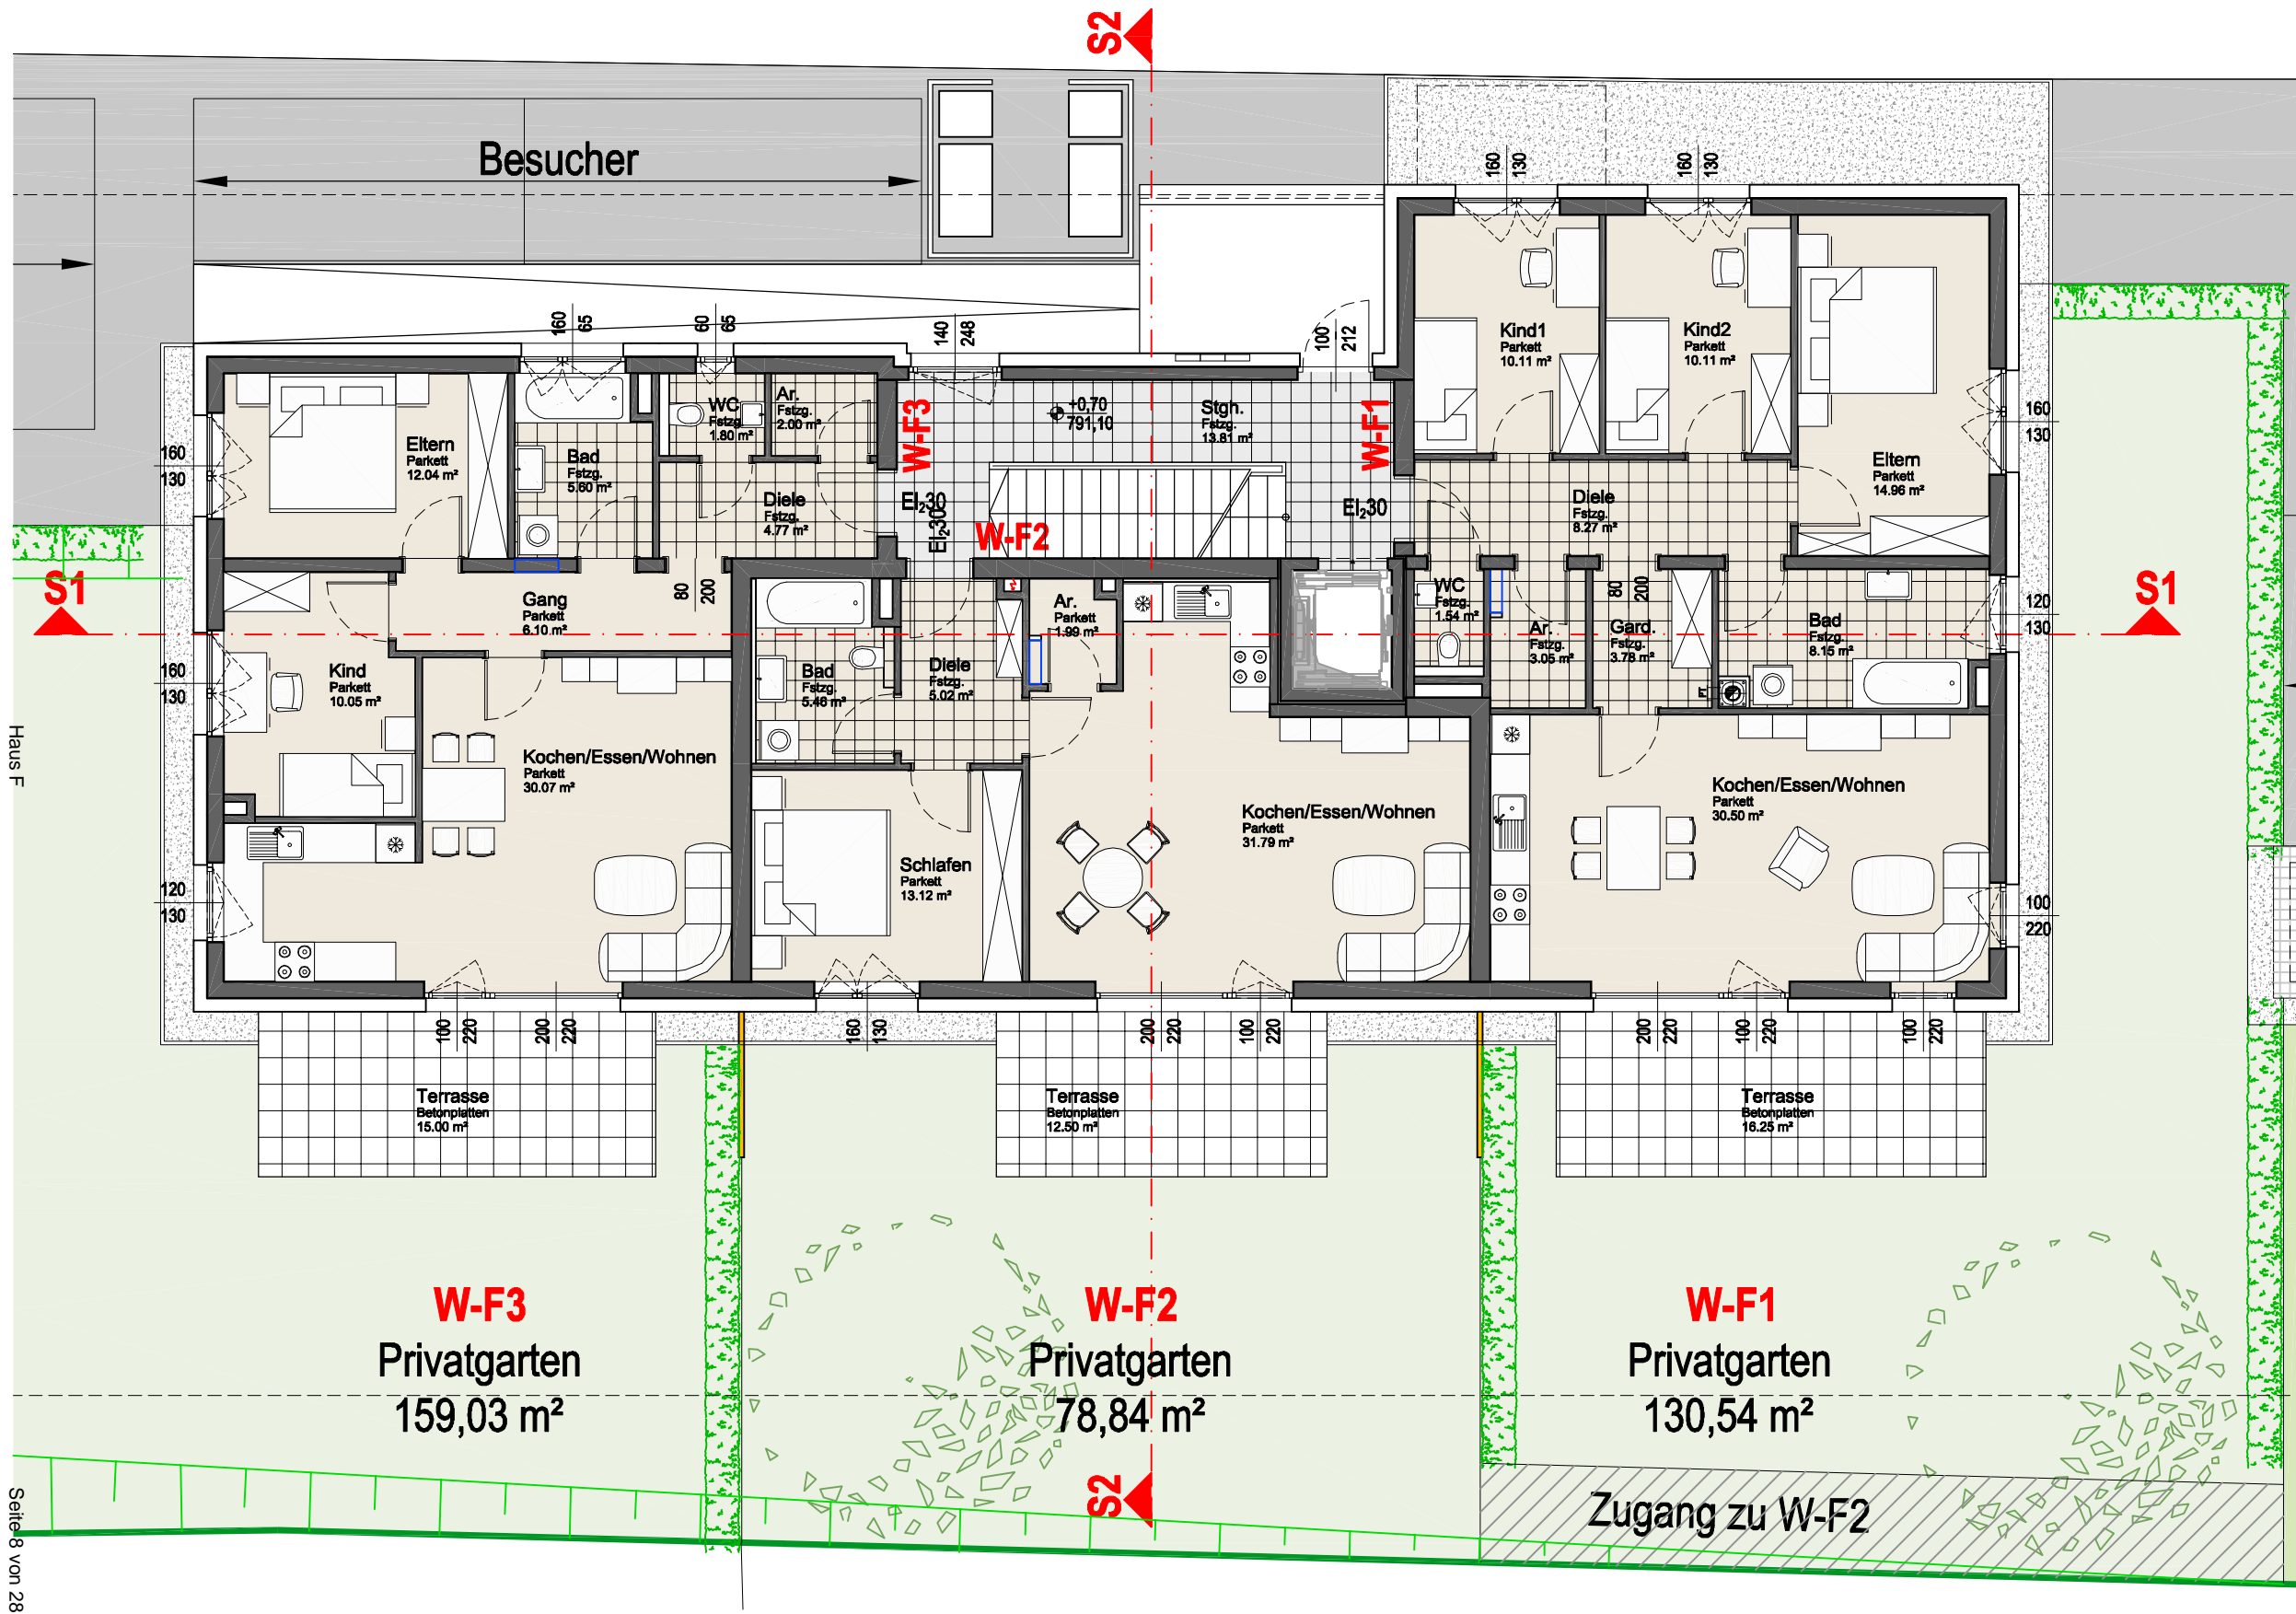 S2
Besucher
160
130
160
130
160
65
60
65
140
248
100
212
Kind1
Parkett
10.11 m²
Kind2
Parkett
10.11 m²
Eltern
Parkett
14.96 m²
160
130
Eltern
Parkett
12.04 m²
160
130
Bad
Fstzg.
5.60 m²
WC
Fstzg.
1.80 m²
Ar.
Fstzg.
2.00 m²
Diele
Fstzg.
4.77 m²
W-F3
+0,70
791,10
Stgh.
Fstzg.
13.81 m²
W-F1
EI₂30
EI₂30
W-F2
EI₂30
Diele
Fstzg.
8.27 m²
S1
S1
Gang
Parkett
6.10 m²
80
200
Kind
Parkett
10.05 m²
160
130
Bad
Fstzg.
5.46 m²
Diele
Fstzg.
5.02 m²
Ar.
Parkett
1.99 m²
WC
Fstzg.
1.54 m²
Ar.
Fstzg.
3.05 m²
80
200
Gard.
Fstzg.
3.78 m²
FT
Bad
Fstzg.
8.15 m²
120
130
Kochen/Essen/Wohnen
Parkett
30.07 m²
Kochen/Essen/Wohnen
Parkett
31.79 m²
Kochen/Essen/Wohnen
Parkett
30.50 m²
Schlafen
Parkett
13.12 m²
120
130
100
220
100
220
200
220
160
130
200
220
100
220
200
220
100
220
100
220
Terrasse
Betonplatten
15.00 m²
Terrasse
Betonplatten
12.50 m²
Terrasse
Betonplatten
16.25 m²
W-F3
Privatgarten
159,03 m²
W-F2
Privatgarten
78,84 m²
W-F1
Privatgarten
130,54 m²
S2
Zugang zu W-F2
Haus F
Seite 8 von 28